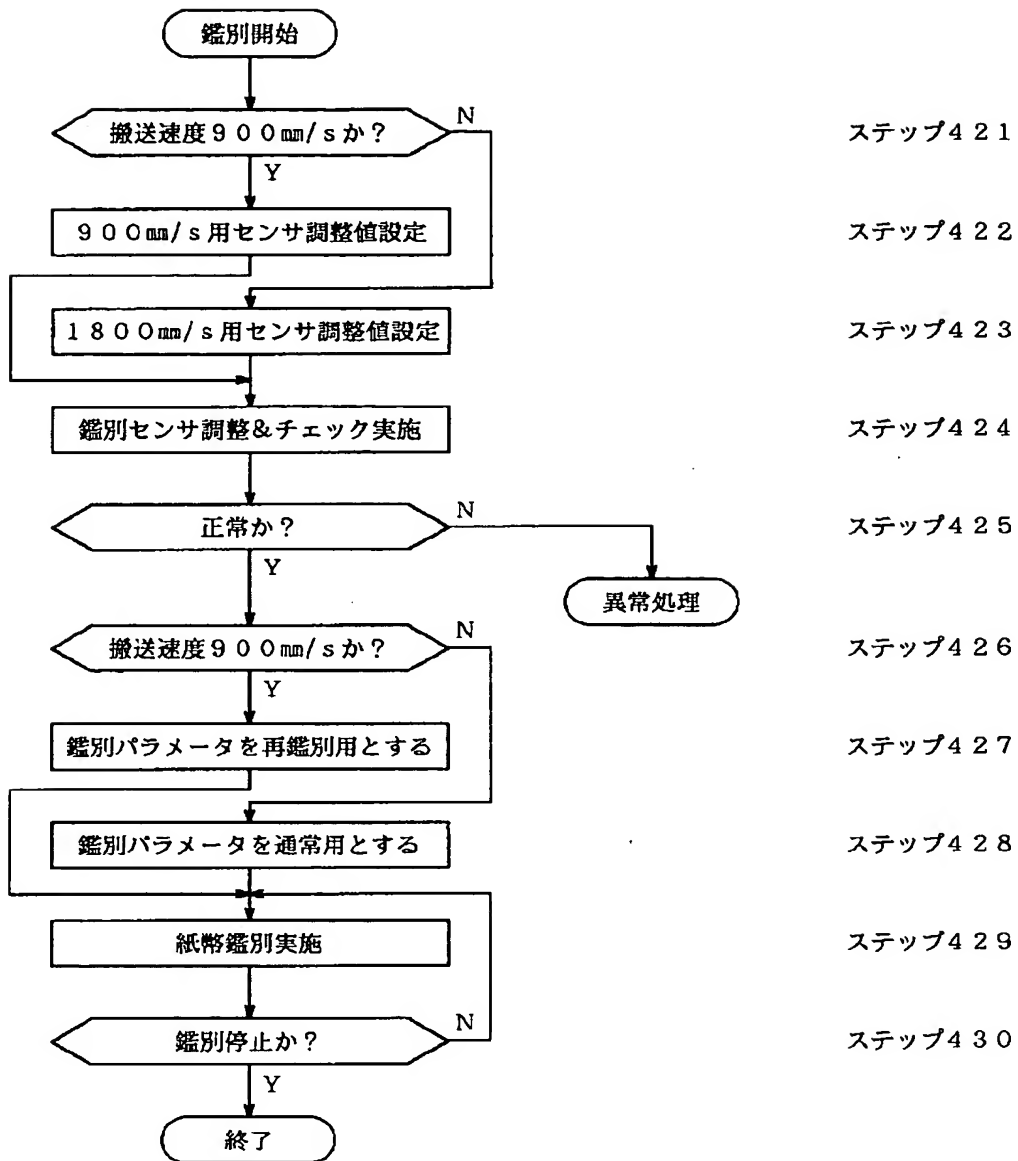 鑑別開始
搬送速度９００㎜/ｓか？ N ステップ４２１
Y
９００㎜/ｓ用センサ調整値設定 ステップ４２２
１８００㎜/ｓ用センサ調整値設定 ステップ４２３
鑑別センサ調整&チェック実施 ステップ４２４
正常か？ N ステップ４２５
Y
異常処理
搬送速度９００㎜/ｓか？ N ステップ４２６
Y
鑑別パラメータを再鑑別用とする ステップ４２７
鑑別パラメータを通常用とする ステップ４２８
紙幣鑑別実施 ステップ４２９
鑑別停止か？ N ステップ４３０
Y
終了